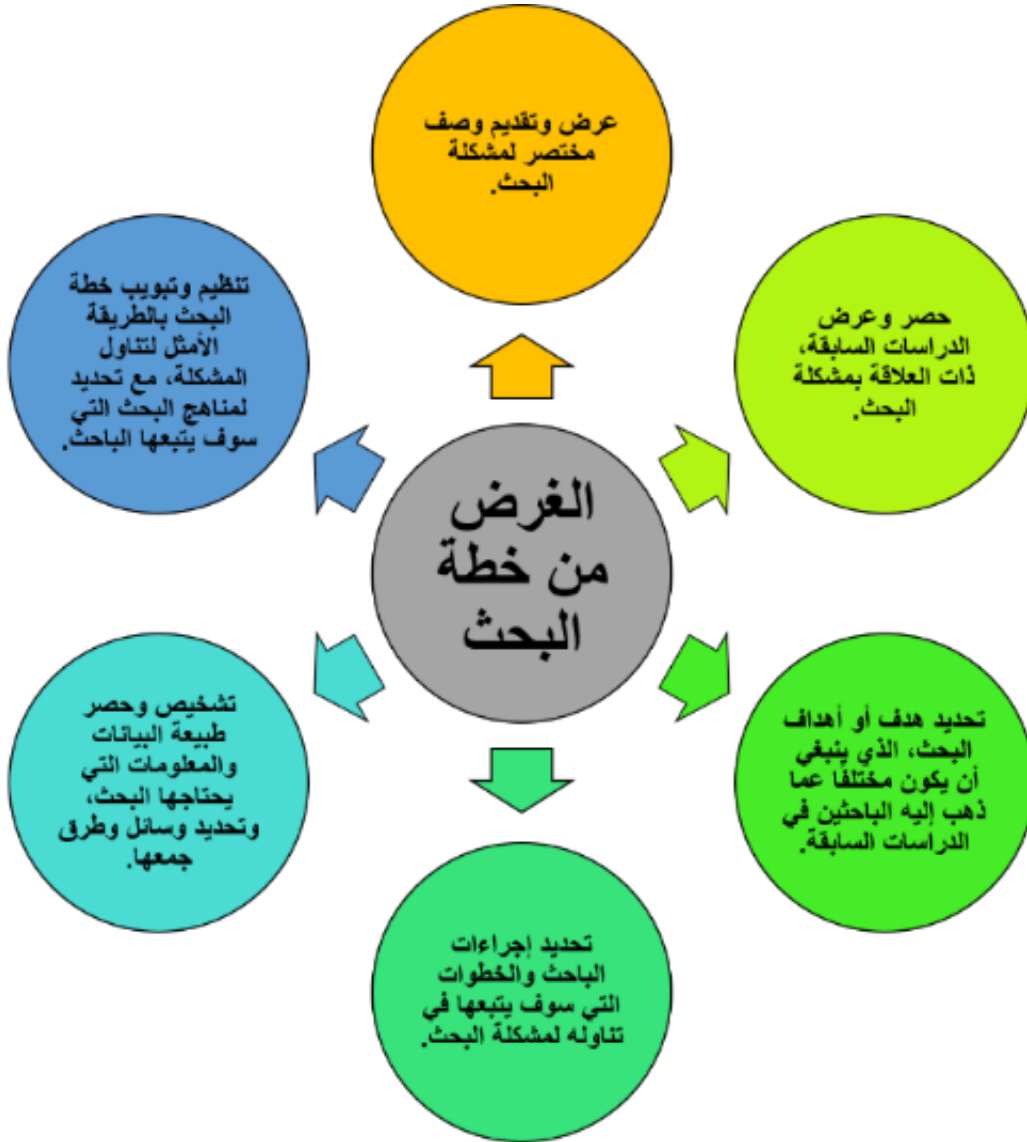 عرض وتقديم وصف
مختصر لمشكلة
البحث.
حصر وعرض
الدراسات السابقة،
ذات العلاقة بمشكلة
البحث.
تحديد هدف أو أهداف
البحث، الذي ينبغي
أن يكون مختلفًا عما
ذهب إليه الباحثين في
الدراسات السابقة.
تحديد إجراءات
الباحث والخطوات
التي سوف يتبعها في
تناوله لمشكلة البحث.
تشخيص وحصر
طبيعة البيانات
والمعلومات التي
يحتاجها البحث،
وتحديد وسائل وطرق
جمعها.
تنظيم وتبويب خطة
البحث بالطريقة
الأمثل لتناول
المشكلة، مع تحديد
لمناهج البحث التي
سوف يتبعها الباحث.
الغرض
من خطة
البحث